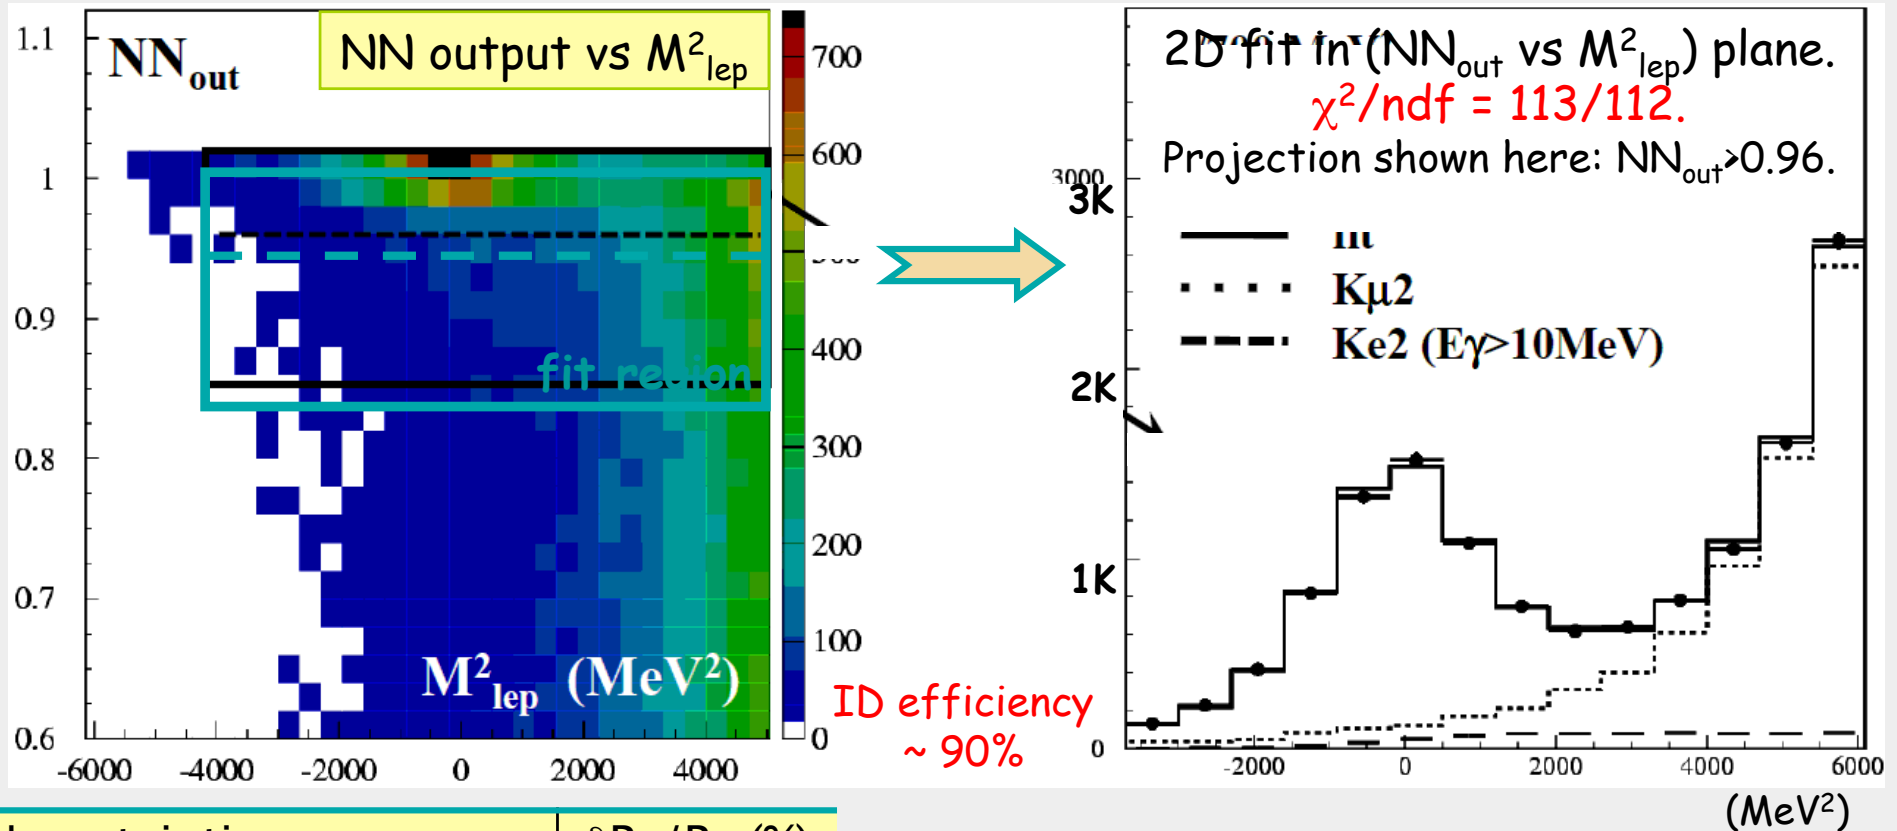 1.1
NN_out
NN output vs M²_lep
1
0.9
0.8
0.7
0.6
fit region
M²_lep (MeV²)
-6000 -4000 -2000 0 2000 4000
700
600
400
300
200
100
0
ID efficiency
~ 90%
2D fit in (NN_out vs M²_lep) plane.
χ²/ndf = 113/112.
Projection shown here: NN_out>0.96.
3000
3K
2K
1K
0
fit
Kμ2
Ke2 (Eγ>10MeV)
-2000 0 2000 4000 6000
(MeV²)